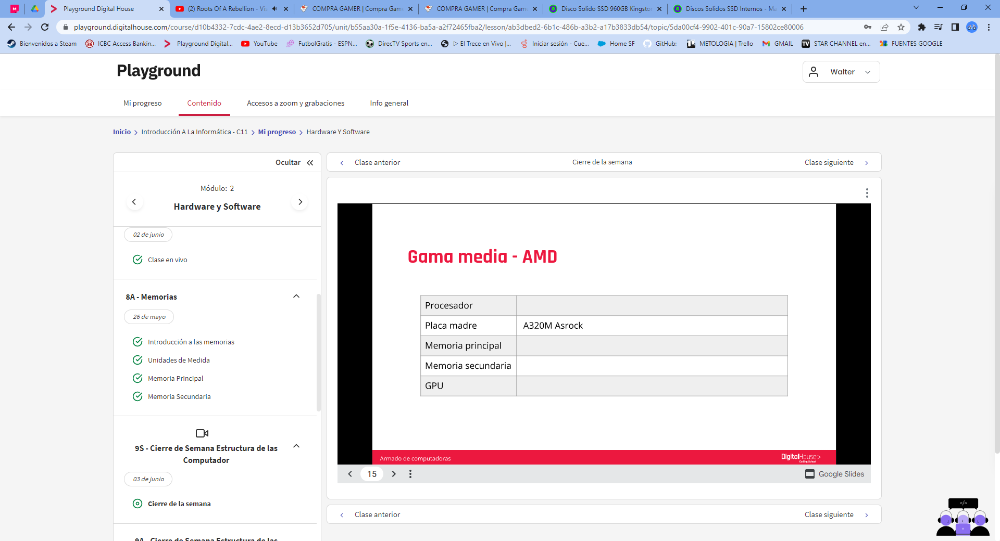 Playground Digital House
(2) Roots Of A Rebellion - Vis
COMPRA GAMER | Compra Game
COMPRA GAMER | Compra Game
Disco Solido SSD 960GB Kingston
Discos Solidos SSD Internos - Ma
playground.digitalhouse.com/course/d10b4332-7cdc-4ae2-8ecd-d13b3652d705/unit/b55aa30a-1f5e-4136-ba5a-a2f72465fba2/lesson/ab3dbed2-6b1c-486b-a3b2-a17b3833db54/topic/5da00cf4-9902-401c-90a7-15802ce80006
Bienvenidos a Steam
ICBC Access Bankin...
Playground Digital...
YouTube
FutbolGratis - ESPN...
DirecTV Sports en...
▷ El Trece en Vivo |...
Iniciar sesión - Cue...
Home SF
GitHub:
METOLOGIA | Trello
GMAIL
STAR CHANNEL en...
FUENTES GOOGLE
Playground
Walter
Mi progreso
Contenido
Accesos a zoom y grabaciones
Info general
Inicio > Introducción A La Informática - C11 > Mi progreso > Hardware Y Software
Ocultar
Módulo: 2
Hardware y Software
02 de junio
Clase en vivo
8A - Memorias
26 de mayo
Introducción a las memorias
Unidades de Medida
Memoria Principal
Memoria Secundaria
9S - Cierre de Semana Estructura de las
Computador
03 de junio
Cierre de la semana
9A - Cierre de Semana Estructura de las
Clase anterior
Cierre de la semana
Clase siguiente
Gama media - AMD
Procesador
Placa madre
A320M Asrock
Memoria principal
Memoria secundaria
GPU
Armado de computadoras
DigitalHouse>
Coding School
15
Google Slides
Clase anterior
Clase siguiente
</>